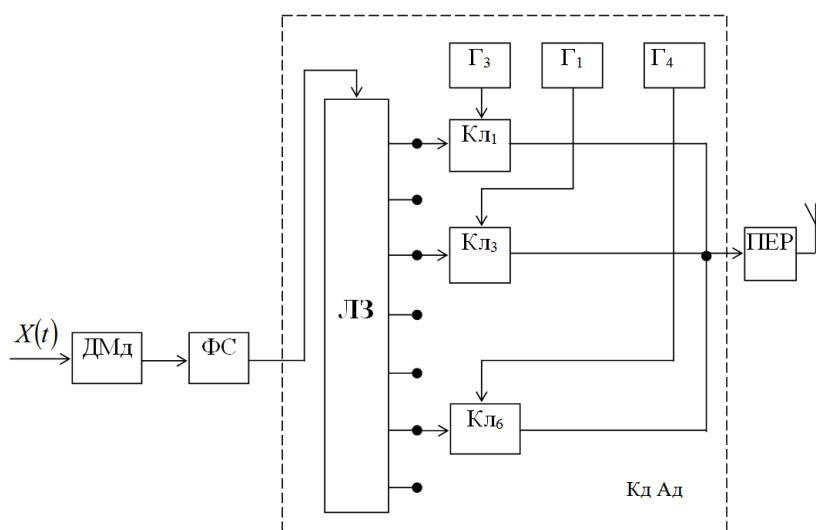 Г₃ Г₁ Г₄
Кл₁
Кл₃
ПЕР
ЛЗ
X(t)
ДМд
ФС
Кл₆
Кд Ад